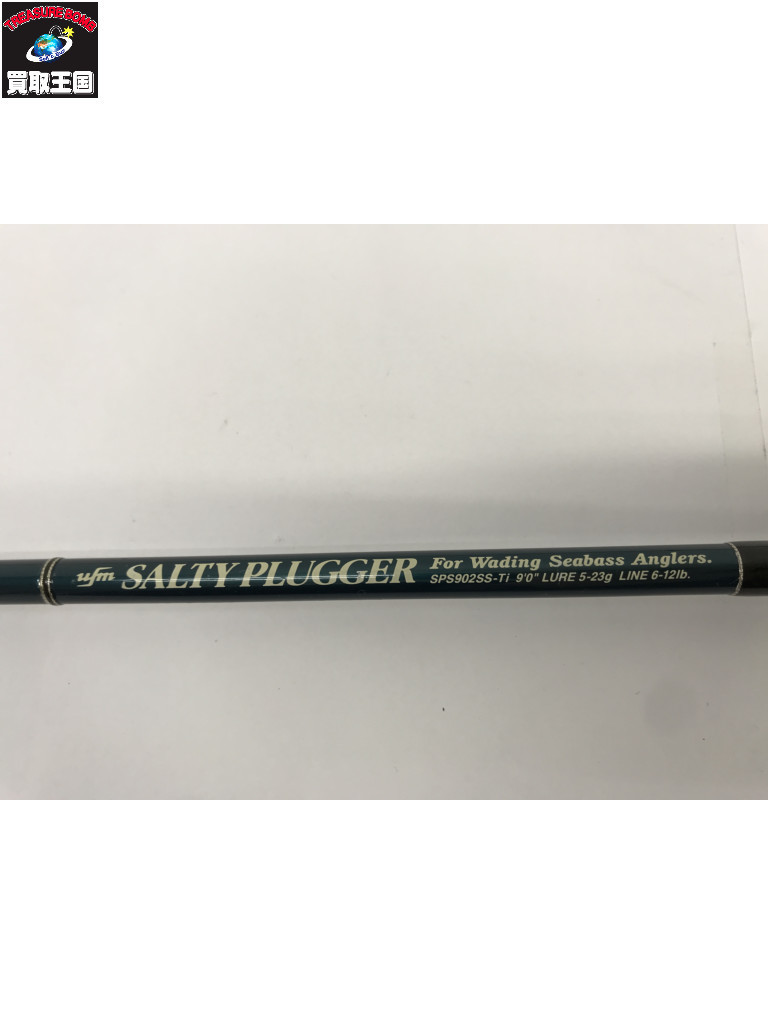 TREASURE BOMB
買取王国
ufm SALTY PLUGGER For Wading Seabass Anglers.
SPS902SS-Ti 9'0" LURE 5-23g LINE 6-12lb.